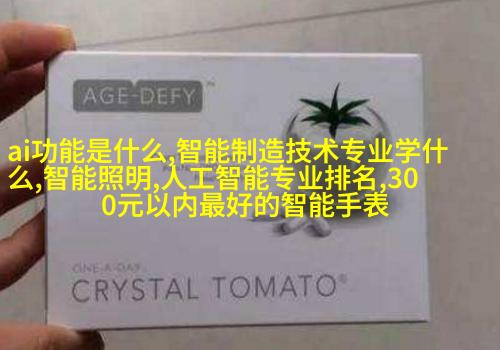 AGE-DEFY™
ai功能是什么,智能制造技术专业学什
么,智能照明,人工智能专业排名,30
0元以内最好的智能手表
ONE-A-DAY
CRYSTAL TOMATO®